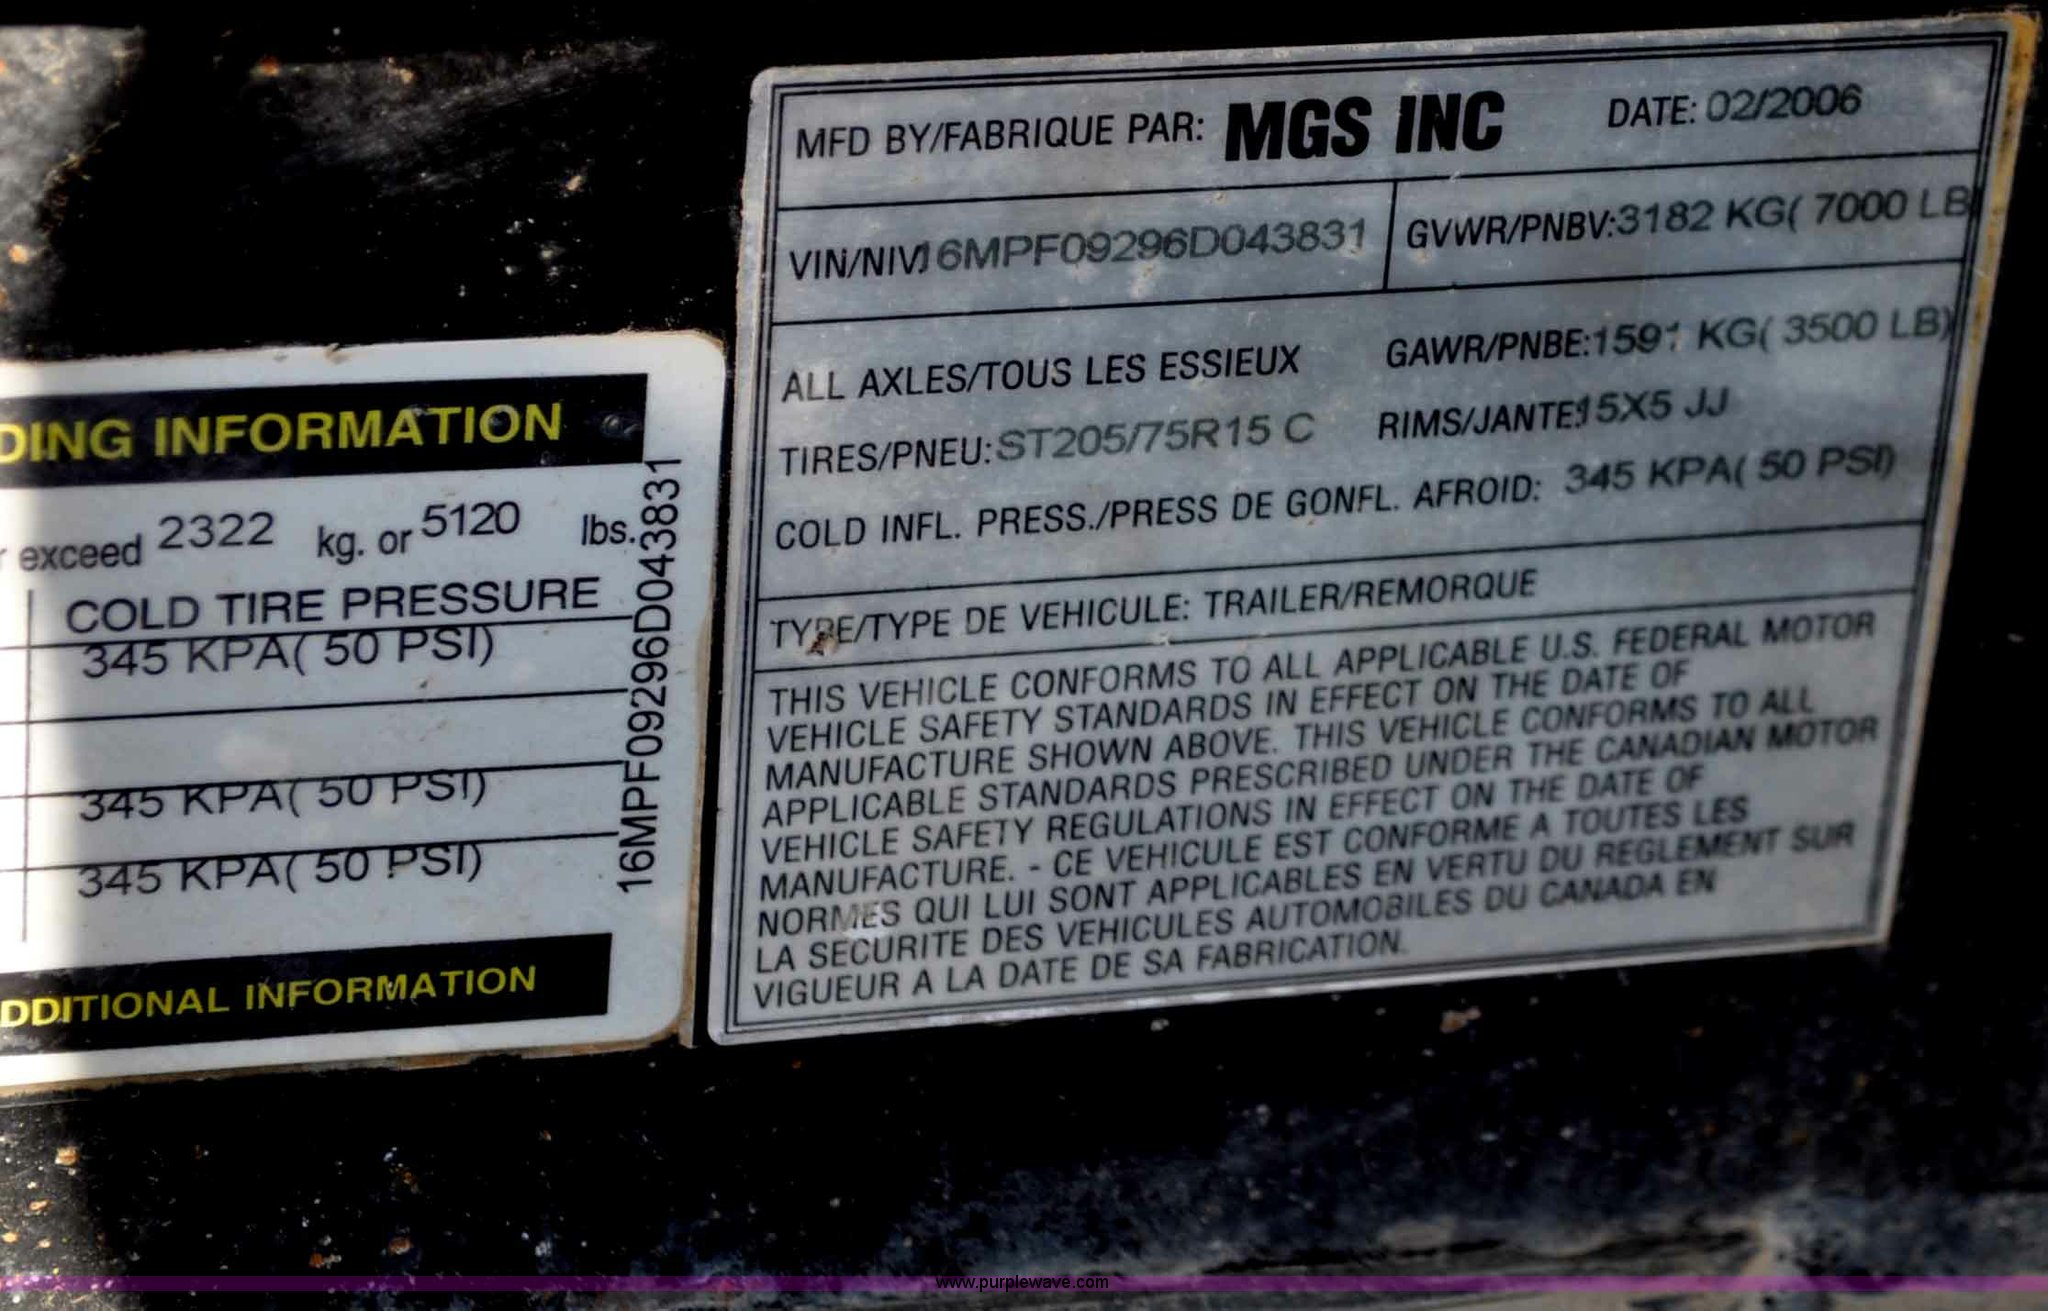 DING INFORMATION
exceed 2322 kg. or 5120 lbs.
COLD TIRE PRESSURE
345 KPA( 50 PSI)
345 KPA( 50 PSI)
345 KPA( 50 PSI)
DDITIONAL INFORMATION
16MPF09296D043831
MFD BY/FABRIQUE PAR: MGS INC DATE: 02/2006
VIN/NIV: 16MPF09296D043831 GVWR/PNBV: 3182 KG( 7000 LB
ALL AXLES/TOUS LES ESSIEUX GAWR/PNBE: 1591 KG( 3500 LB)
TIRES/PNEU: ST205/75R15 C RIMS/JANTE: 15X5 JJ
COLD INFL. PRESS./PRESS DE GONFL. AFROID: 345 KPA( 50 PSI)
TYPE/TYPE DE VEHICULE: TRAILER/REMORQUE
THIS VEHICLE CONFORMS TO ALL APPLICABLE U.S. FEDERAL MOTOR
VEHICLE SAFETY STANDARDS IN EFFECT ON THE DATE OF
MANUFACTURE SHOWN ABOVE. THIS VEHICLE CONFORMS TO ALL
APPLICABLE STANDARDS PRESCRIBED UNDER THE CANADIAN MOTOR
VEHICLE SAFETY REGULATIONS IN EFFECT ON THE DATE OF
MANUFACTURE. - CE VEHICULE EST CONFORME A TOUTES LES
NORMES QUI LUI SONT APPLICABLES EN VERTU DU REGLEMENT SUR
LA SECURITE DES VEHICULES AUTOMOBILES DU CANADA EN
VIGUEUR A LA DATE DE SA FABRICATION.
www.purplewave.com